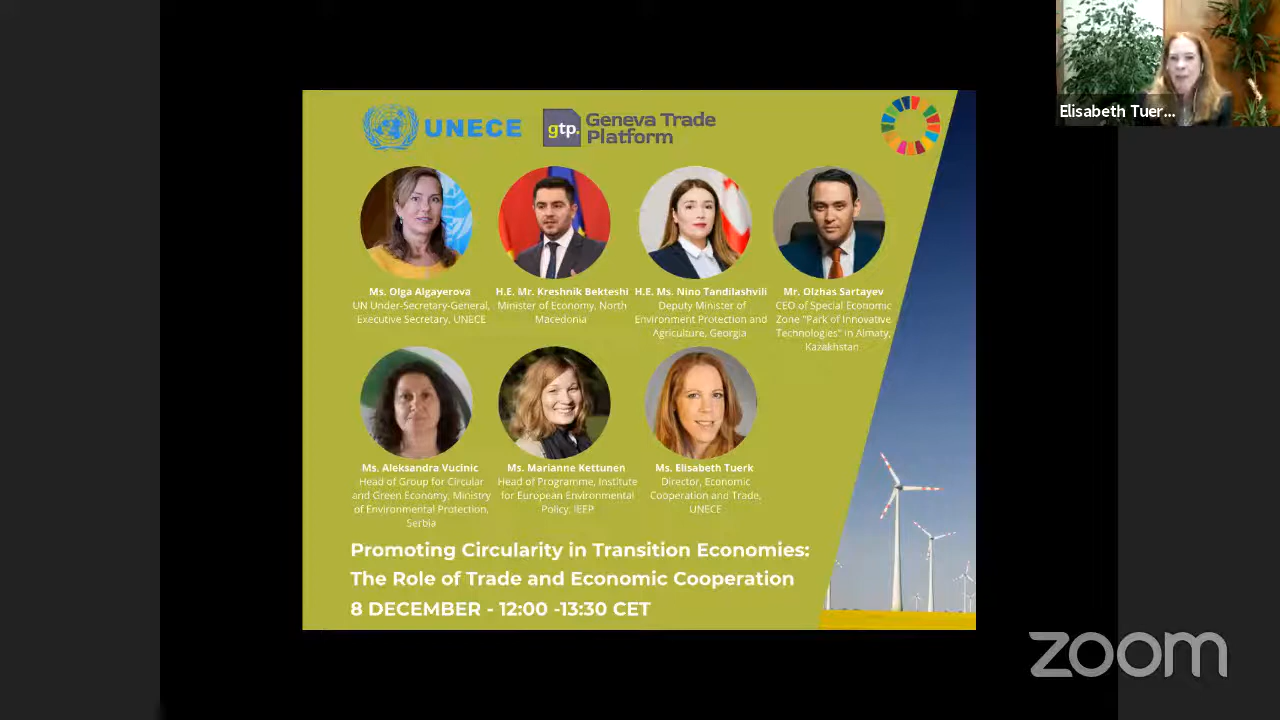 Elisabeth Tuer...
UNECE
gtp.
Geneva Trade
Platform
Ms. Olga Algayerova
UN Under-Secretary-General,
Executive Secretary, UNECE
H.E. Mr. Kreshnik Bekteshi
Minister of Economy, North
Macedonia
H.E. Ms. Nino Tandilashvili
Deputy Minister of
Environment Protection and
Agriculture, Georgia
Mr. Olzhas Sartayev
CEO of Special Economic
Zone "Park of Innovative
Technologies" in Almaty,
Kazakhstan
Ms. Aleksandra Vucinic
Head of Group for Circular
and Green Economy, Ministry
of Environmental Protection,
Serbia
Ms. Marianne Kettunen
Head of Programme, Institute
for European Environmental
Policy, IEEP
Ms. Elisabeth Tuerk
Director, Economic
Cooperation and Trade,
UNECE
Promoting Circularity in Transition Economies:
The Role of Trade and Economic Cooperation
8 DECEMBER - 12:00 -13:30 CET
zoom